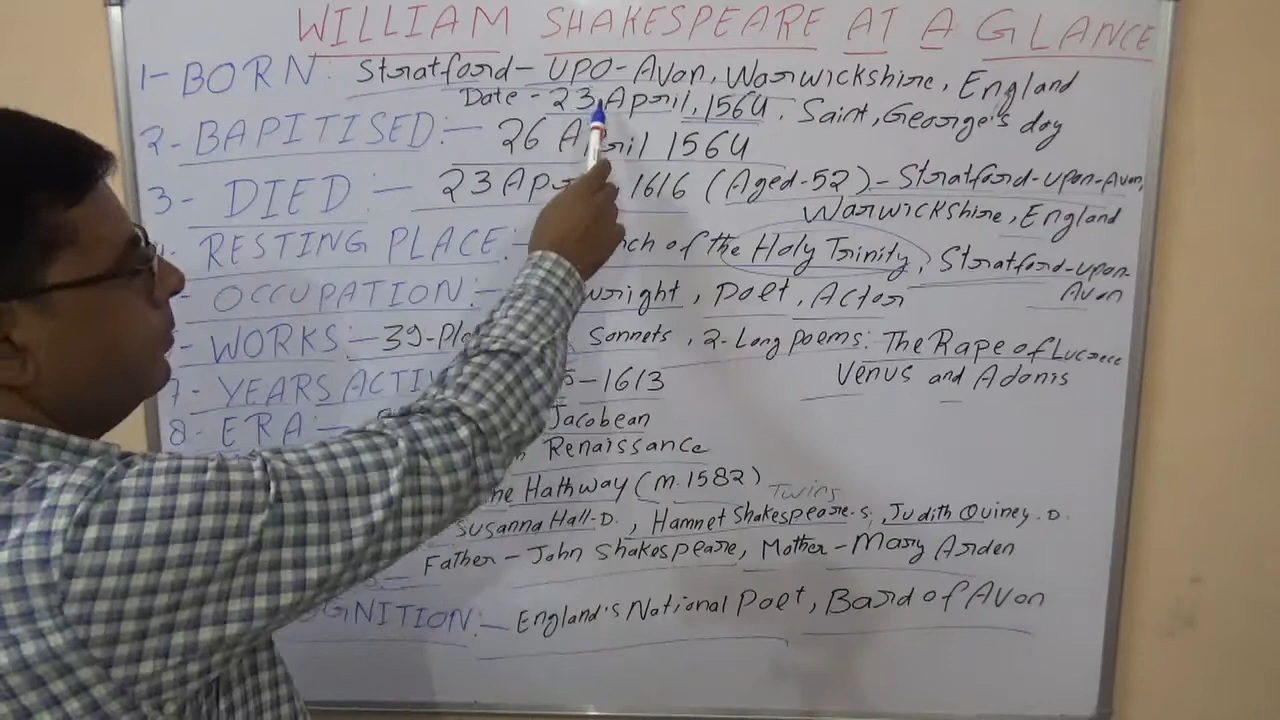 WILLIAM SHAKESPEARE AT A GLANCE
1- BORN: Stratford-UPO-Avon, Warwickshire, England
Date - 23 April, 1564. Saint, George's day
2- BAPITISED:- 26 April 1564
3- DIED:- 23 Apr 1616 (Aged-52)- Stratford-upon-Avon,
Warwickshire, England
RESTING PLACE:- ch of the Holy Trinity, Stratford-upon-
Avon
OCCUPATION:- wright, Poet, Actor
WORKS:- 39-Pla Sonnets, 2-Long poems: The Rape of Lucrece
Venus and Adonis
7- YEARS ACTIV -1613
8- ERA:- Jacobean
Renaissance
ne Hathway (m. 1582)
Twins
Susanna Hall-D., Hamnet Shakespeare-S., Judith Quiney.D.
Father - John Shakespeare, Mother - Mary Arden
GNITION:- England's National Poet, Bard of Avon